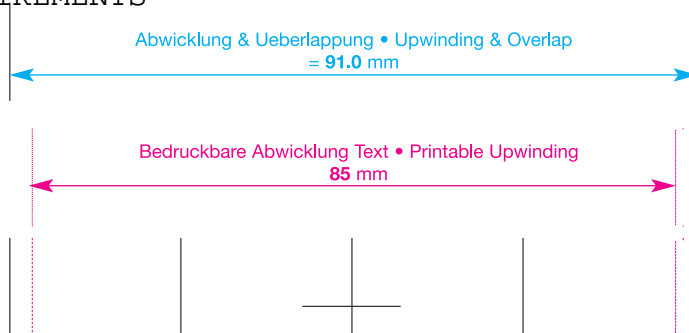 Abwicklung & Ueberlappung • Upwinding & Overlap
= 91.0 mm
Bedruckbare Abwicklung Text • Printable Upwinding
85 mm